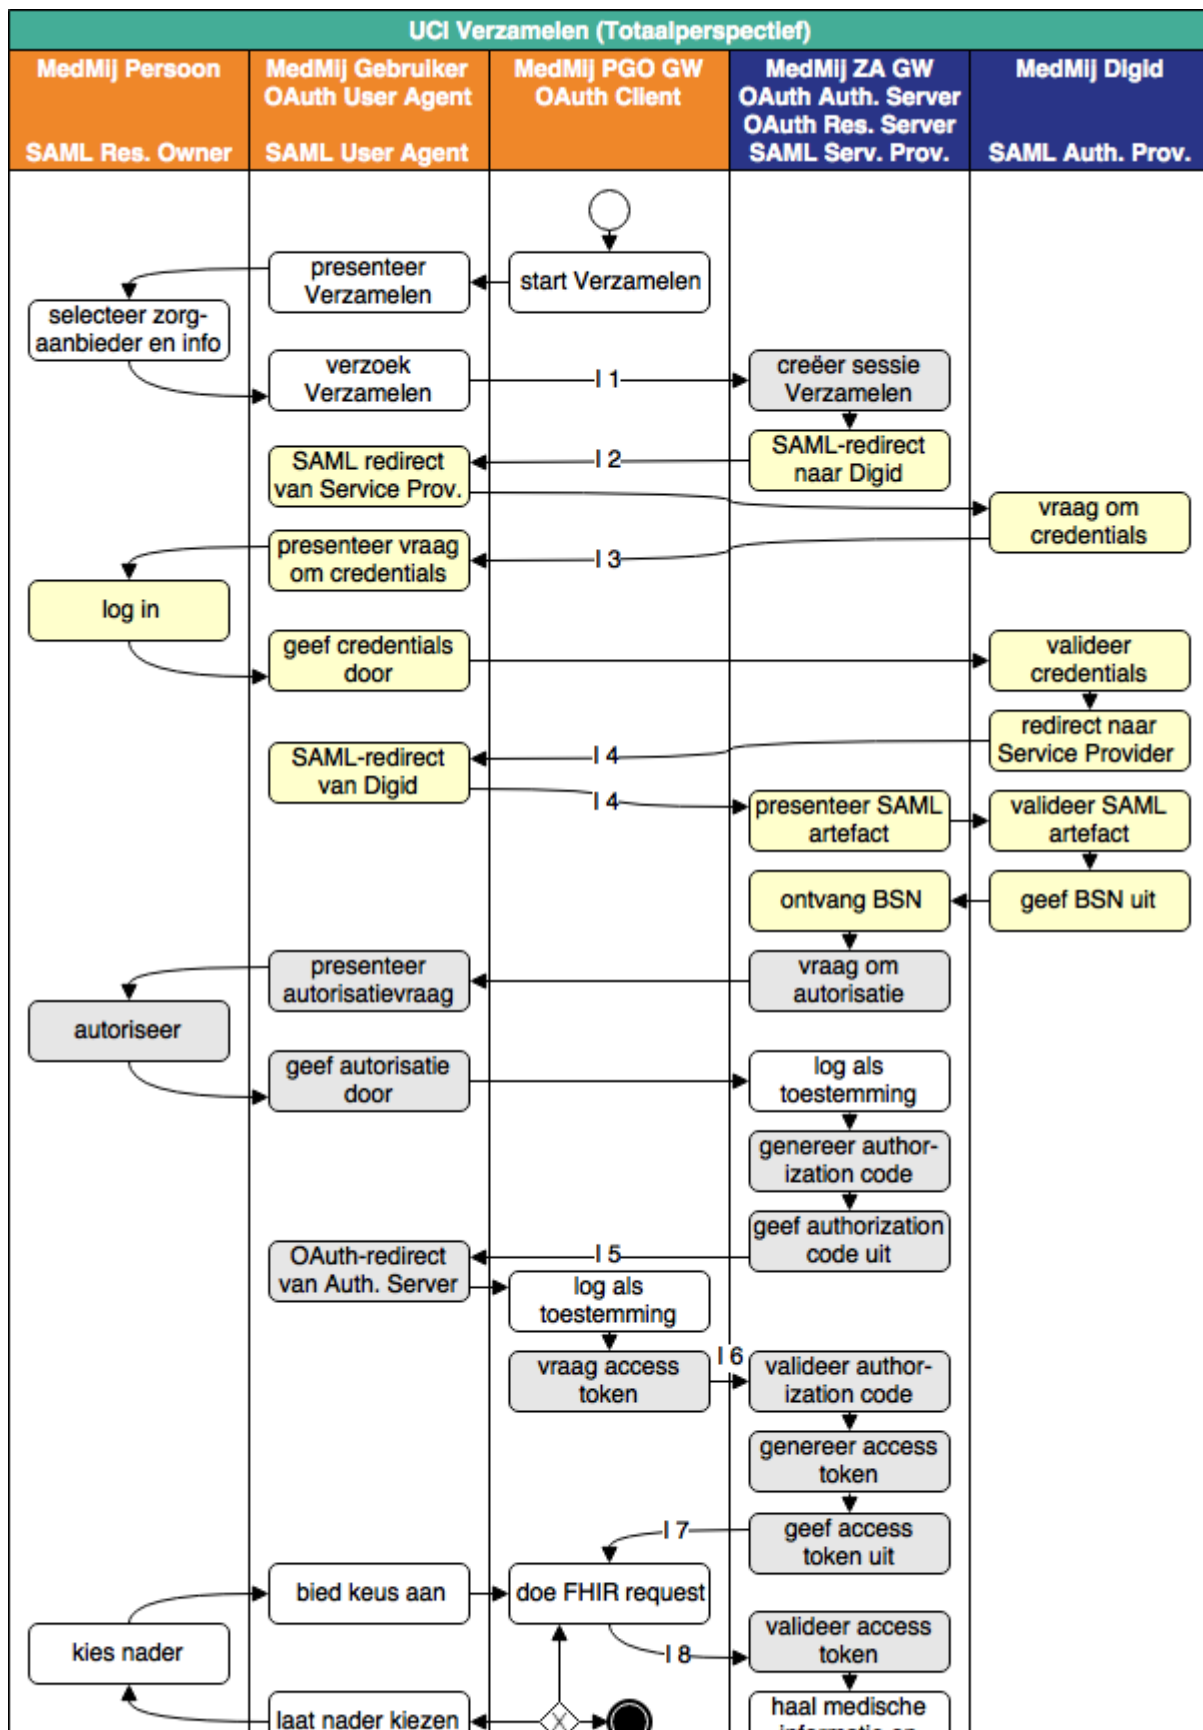 UCI Verzamelen (Totaalperspectief)
MedMij Persoon
SAML Res. Owner
MedMij Gebruiker
OAuth User Agent
SAML User Agent
MedMij PGO GW
OAuth Client
MedMij ZA GW
OAuth Auth. Server
OAuth Res. Server
SAML Serv. Prov.
MedMij Digid
SAML Auth. Prov.
start Verzamelen
presenteer
Verzamelen
selecteer zorg-
aanbieder en info
verzoek
Verzamelen
I 1
creëer sessie
Verzamelen
SAML-redirect
naar Digid
I 2
SAML redirect
van Service Prov.
vraag om
credentials
I 3
presenteer vraag
om credentials
log in
geef credentials
door
valideer
credentials
redirect naar
Service Provider
I 4
SAML-redirect
van Digid
I 4
presenteer SAML
artefact
valideer SAML
artefact
geef BSN uit
ontvang BSN
vraag om
autorisatie
presenteer
autorisatievraag
autoriseer
geef autorisatie
door
log als
toestemming
genereer author-
ization code
geef authorization
code uit
I 5
OAuth-redirect
van Auth. Server
log als
toestemming
vraag access
token
I 6
valideer author-
ization code
genereer access
token
geef access
token uit
I 7
bied keus aan
doe FHIR request
kies nader
I 8
valideer access
token
laat nader kiezen
X
haal medische